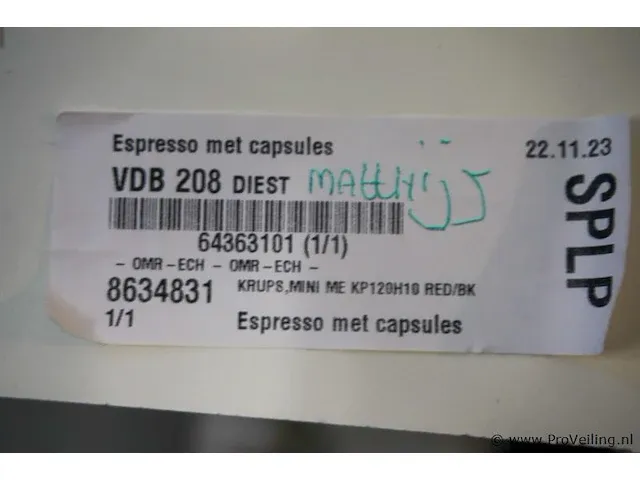 Espresso met capsules 22.11.23
VDB 208 DIEST Matthijs
64363101 (1/1)
- OMR-ECH - OMR-ECH -
8634831 KRUPS,MINI ME KP120H10 RED/BK
1/1 Espresso met capsules
SPLP
© www.ProVeiling.nl